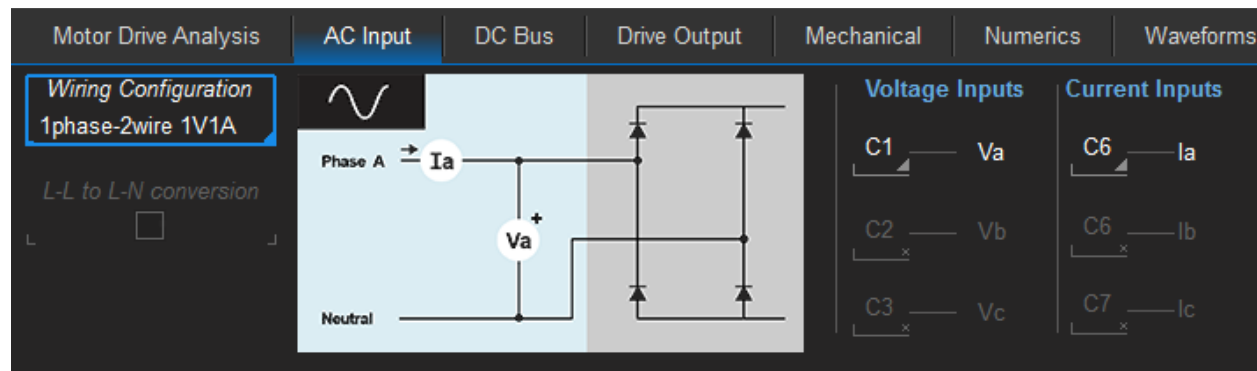 Motor Drive Analysis
AC Input
DC Bus
Drive Output
Mechanical
Numerics
Waveforms
Wiring Configuration
1phase-2wire 1V1A
L-L to L-N conversion
Phase A
Ia
Va
+
Neutral
Voltage Inputs
C1 Va
C2 Vb
C3 Vc
Current Inputs
C6 Ia
C6 Ib
C7 Ic